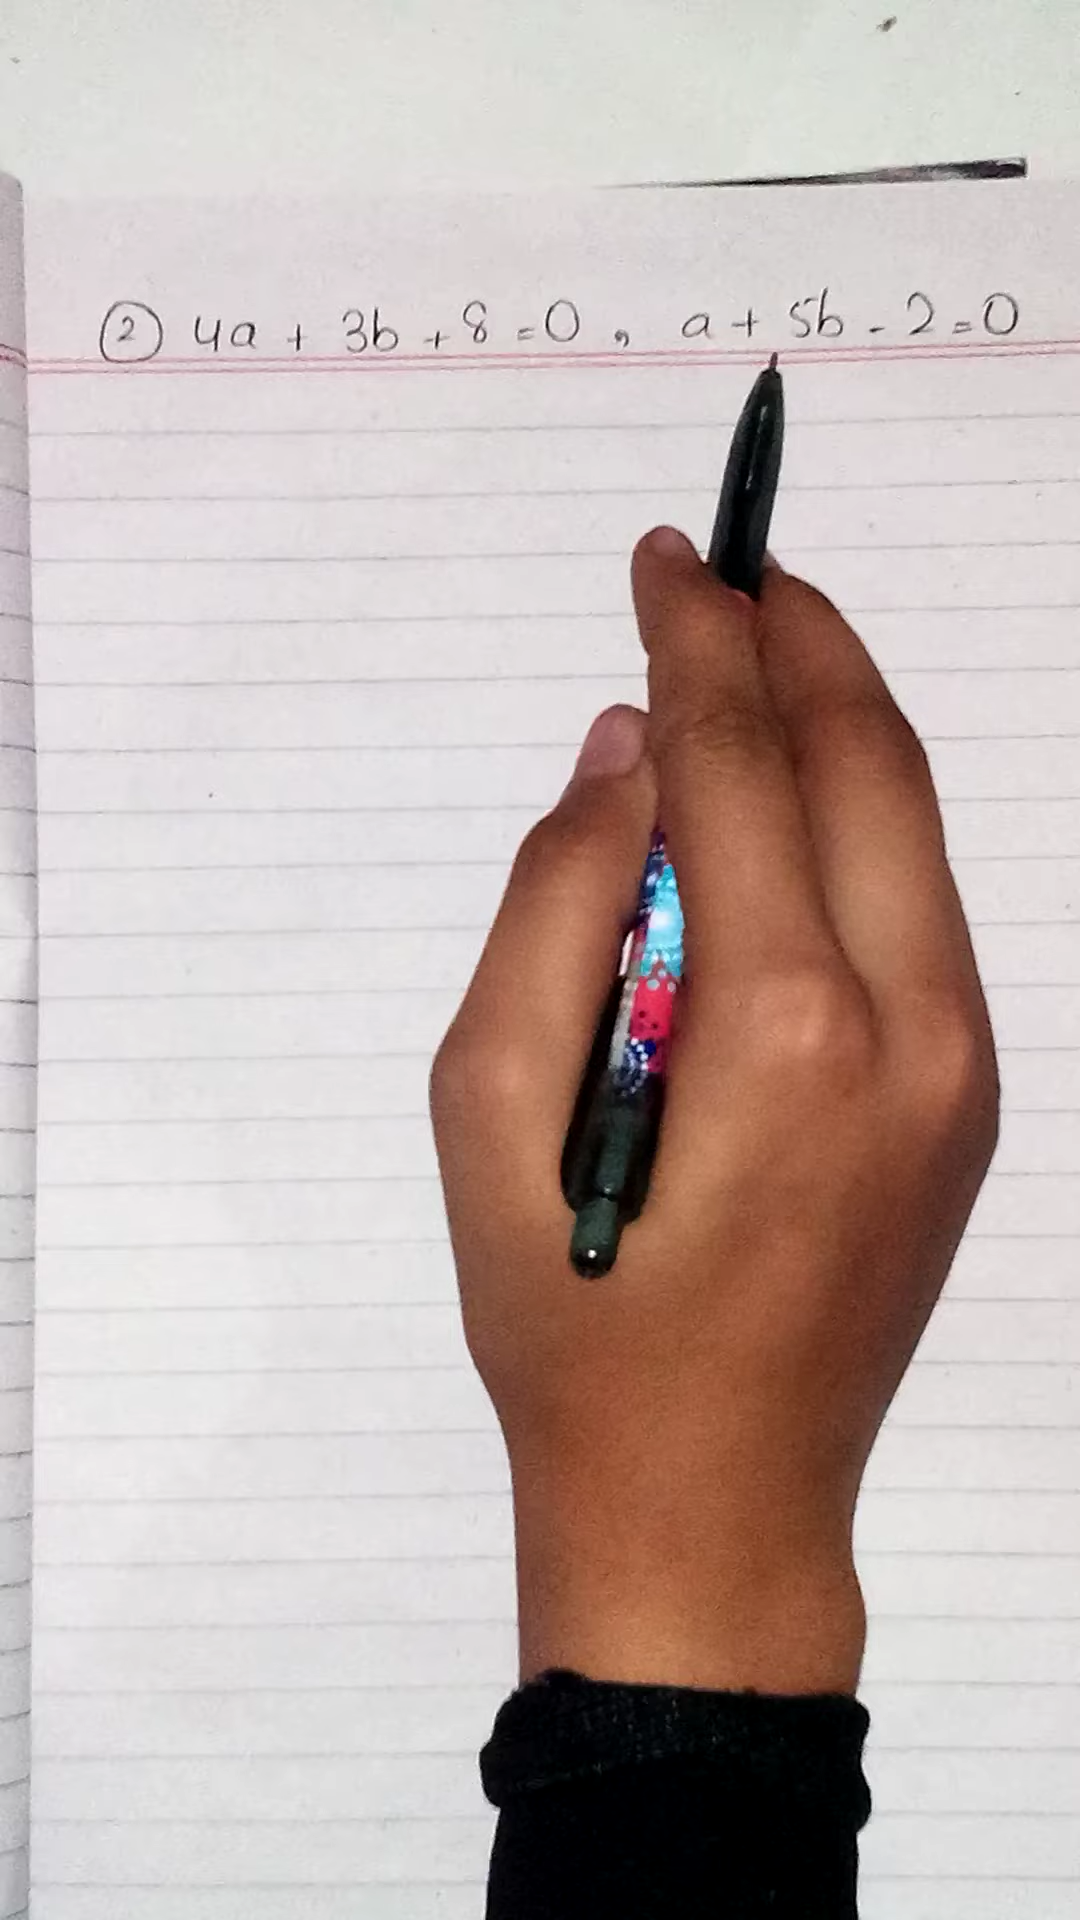 ② 4a + 3b + 8 = 0 , a + 5b - 2 = 0